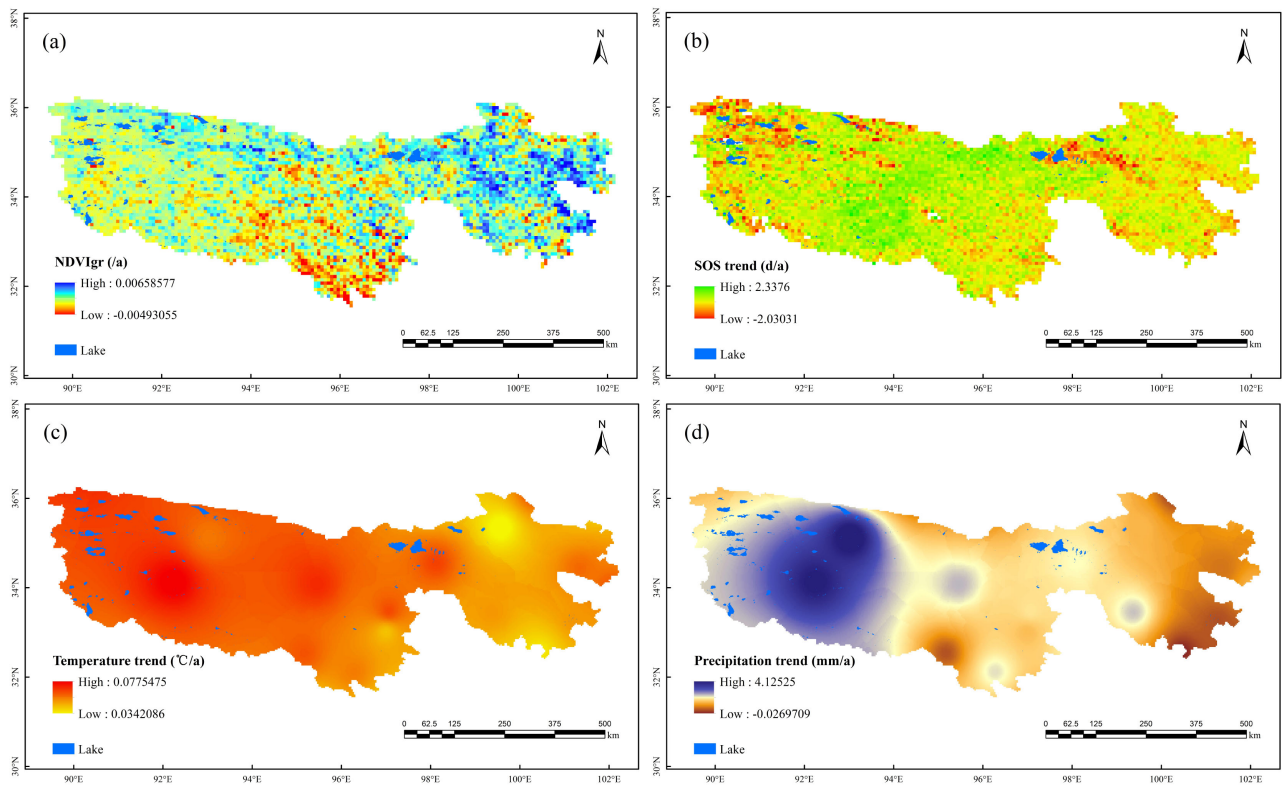 (a)
N
38°N
36°N
34°N
32°N
30°N
NDVIgr (/a)
High : 0.00658577
Low : -0.00493055
Lake
0 62.5 125 250 375 500
km
90°E 92°E 94°E 96°E 98°E 100°E 102°E
(b)
N
38°N
36°N
34°N
32°N
30°N
SOS trend (d/a)
High : 2.3376
Low : -2.03031
Lake
0 62.5 125 250 375 500
km
90°E 92°E 94°E 96°E 98°E 100°E 102°E
(c)
N
38°N
36°N
34°N
32°N
30°N
Temperature trend (℃/a)
High : 0.0775475
Low : 0.0342086
Lake
0 62.5 125 250 375 500
km
90°E 92°E 94°E 96°E 98°E 100°E 102°E
(d)
N
38°N
36°N
34°N
32°N
30°N
Precipitation trend (mm/a)
High : 4.12525
Low : -0.0269709
Lake
0 62.5 125 250 375 500
km
90°E 92°E 94°E 96°E 98°E 100°E 102°E